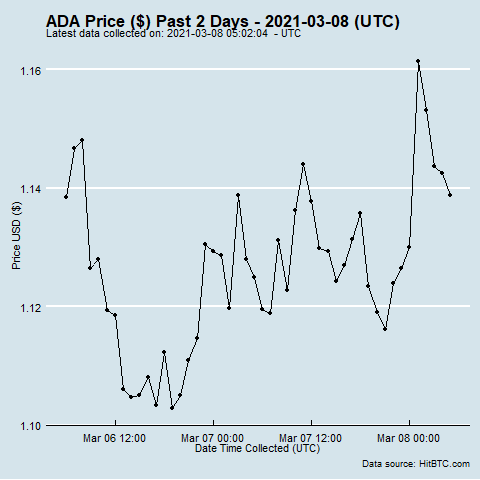 ADA Price ($) Past 2 Days - 2021-03-08 (UTC)
Latest data collected on: 2021-03-08 05:02:04 - UTC
1.16
1.14
1.12
1.10
Price USD ($)
Mar 06 12:00 Mar 07 00:00 Mar 07 12:00 Mar 08 00:00
Date Time Collected (UTC)
Data source: HitBTC.com